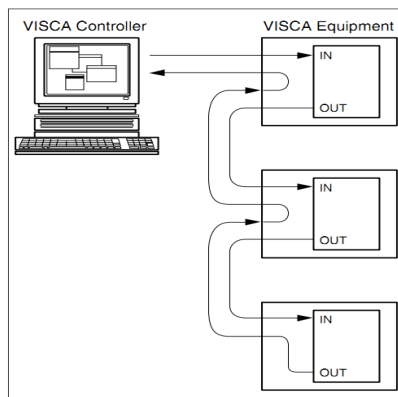 VISCA Controller
VISCA Equipment
IN
OUT
IN
OUT
IN
OUT